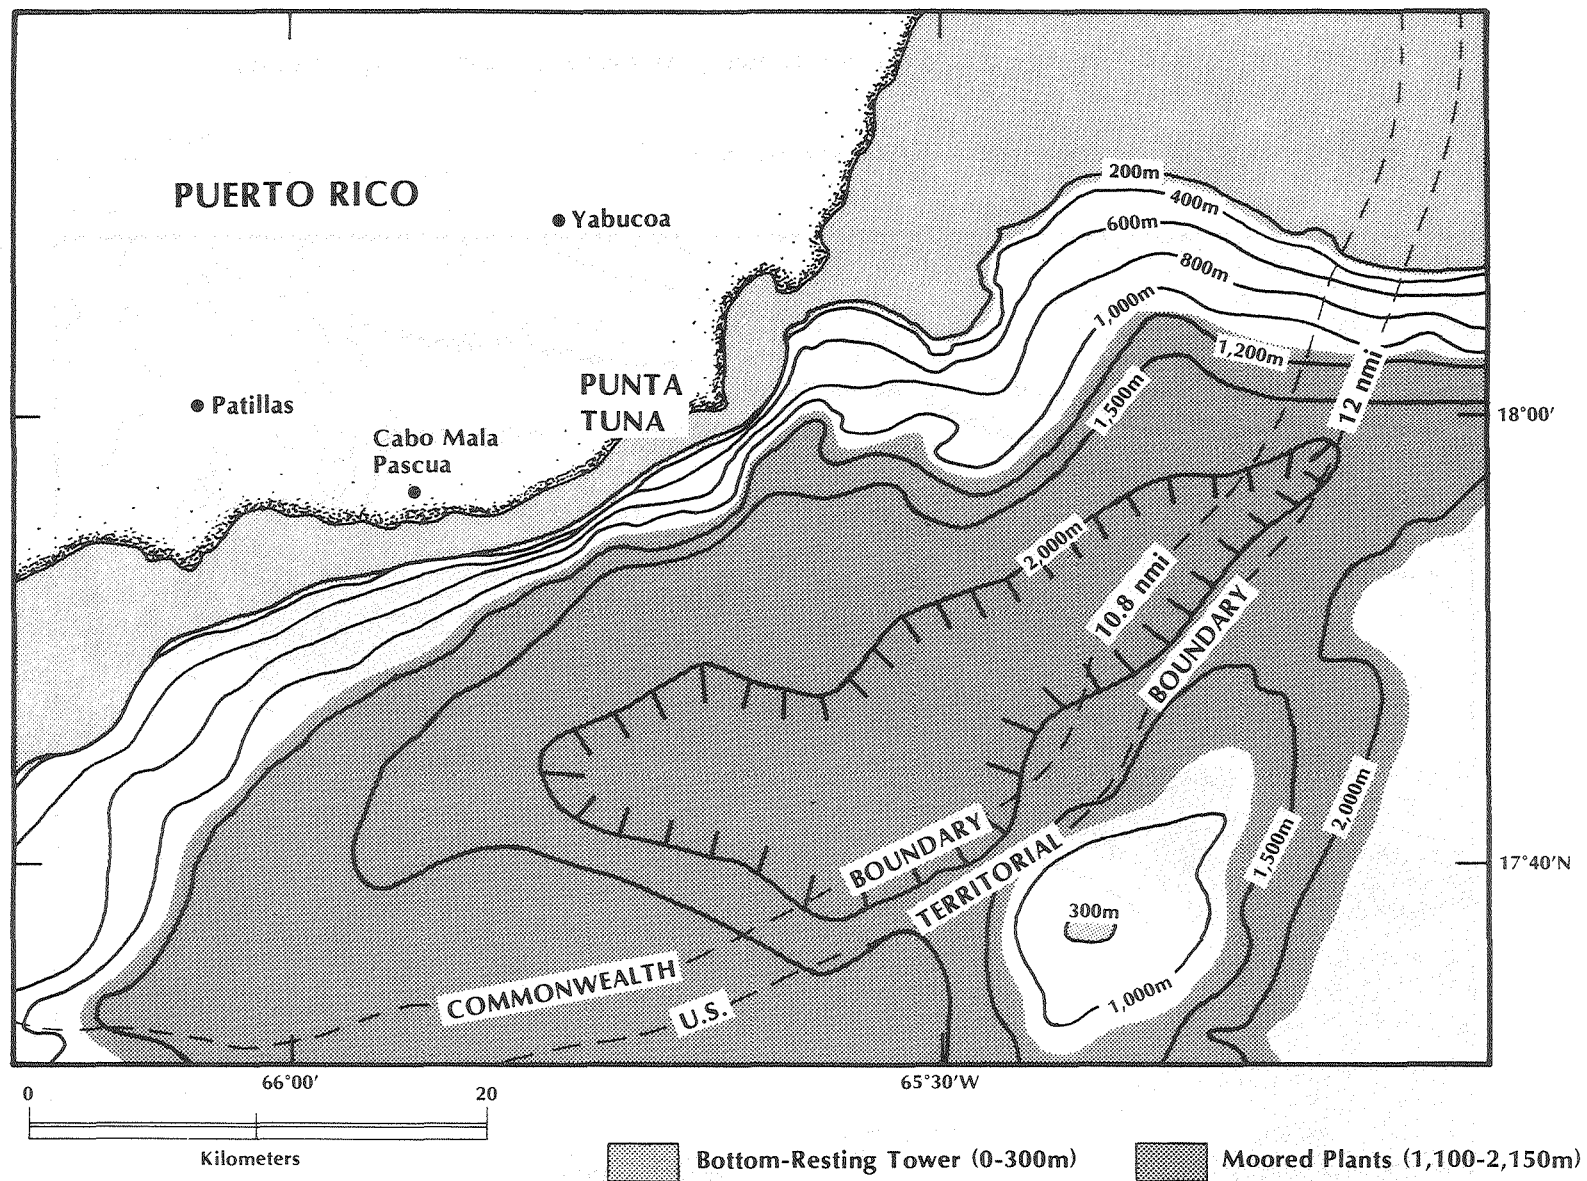 200m
400m
PUERTO RICO
Yabucoa
600m
800m
1,000m
1,200m
12 nmi
PUNTA
TUNA
1,500m
Patillas
18°00'
Cabo Mala
Pascua
2,000m
10.8 nmi
BOUNDARY
2,000m
BOUNDARY
TERRITORIAL
1,500m
17°40'N
300m
COMMONWEALTH
U.S.
1,000m
66°00'
65°30'W
0
20
Kilometers
Bottom-Resting Tower (0-300m)
Moored Plants (1,100-2,150m)